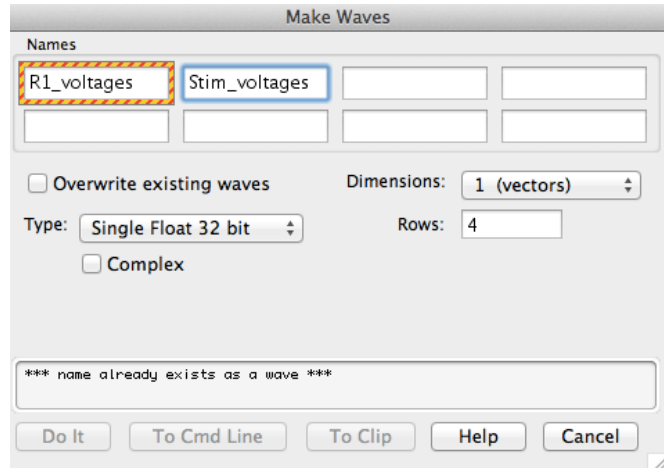 Make Waves
Names
R1_voltages Stim_voltages
Overwrite existing waves Dimensions: 1 (vectors)
Type: Single Float 32 bit Rows: 4
Complex
*** name already exists as a wave ***
Do It To Cmd Line To Clip Help Cancel